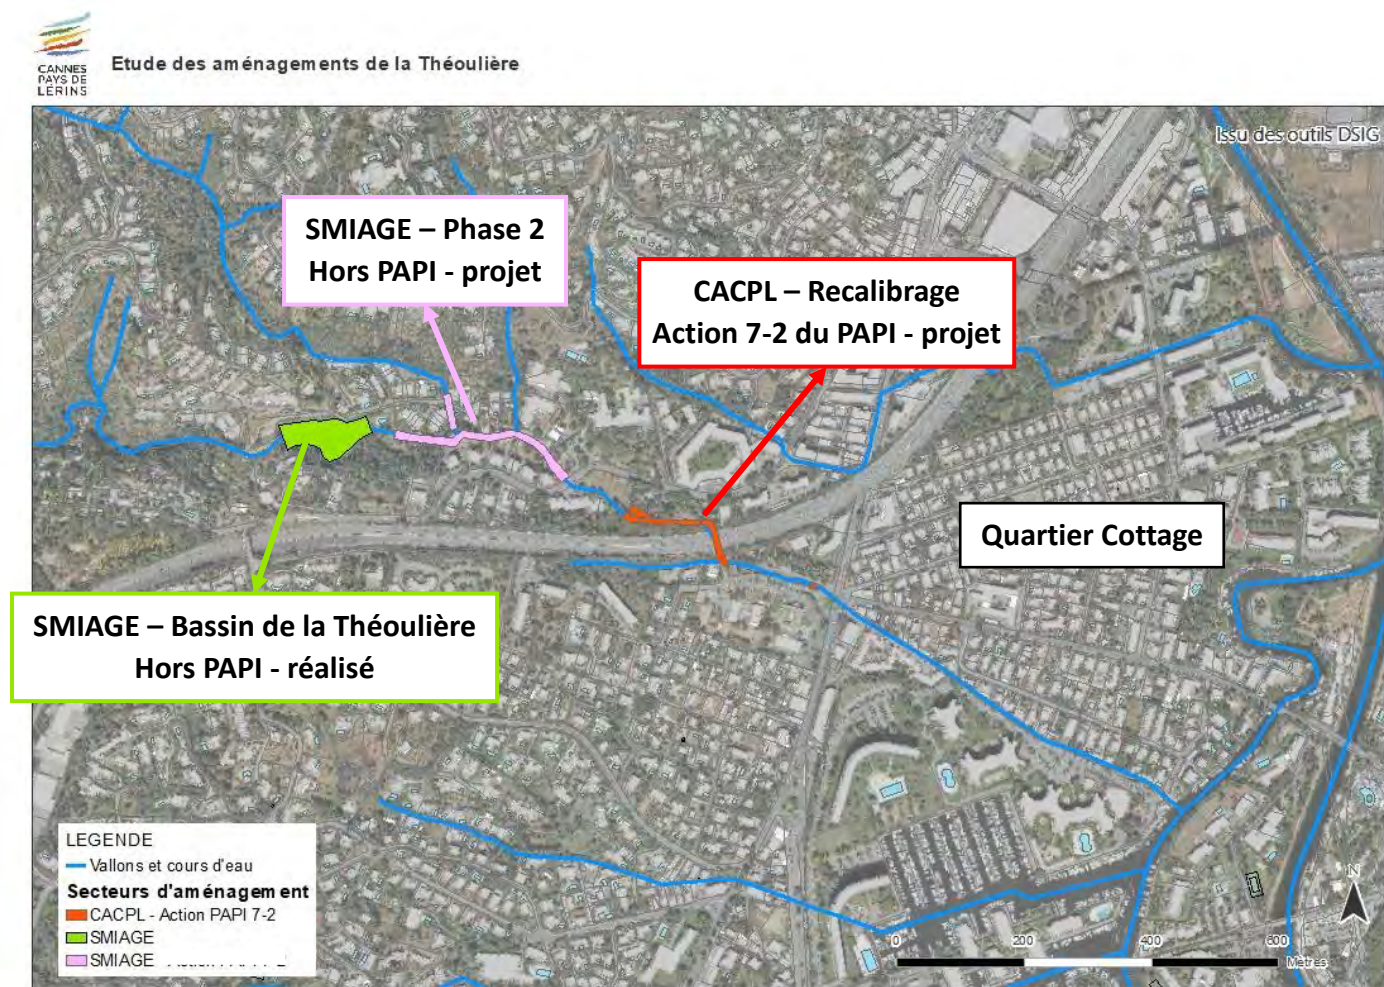 CANNES
PAYS DE
LERINS
Etude des aménagements de la Théoulière
Issu des outils DSIG
SMIAGE – Phase 2
Hors PAPI - projet
CACPL – Recalibrage
Action 7-2 du PAPI - projet
Quartier Cottage
SMIAGE – Bassin de la Théoulière
Hors PAPI - réalisé
LEGENDE
Vallons et cours d'eau
Secteurs d'aménagement
CACPL - Action PAPI 7-2
SMIAGE
SMIAGE
N
0 200 400 600
Mètres